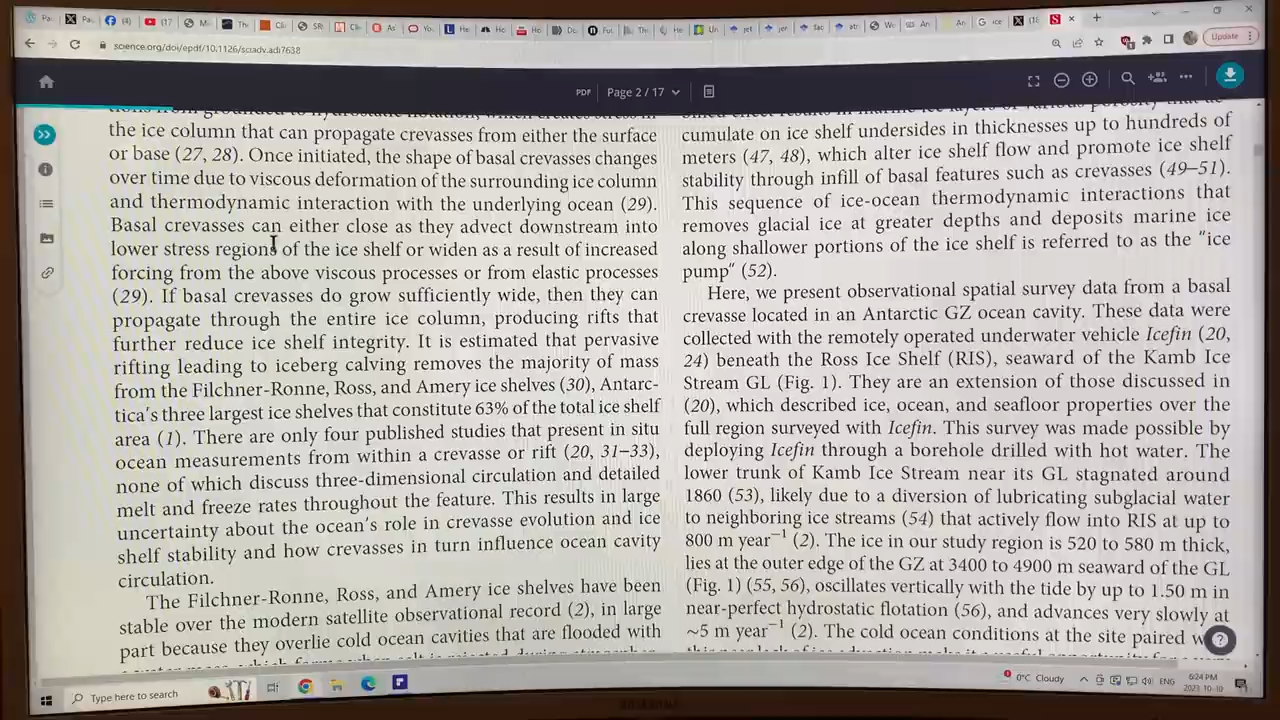 science.org/doi/epdf/10.1126/sciadv.adi7638
Update
PDF
Page 2 / 17
the ice column that can propagate crevasses from either the surface
or base (27, 28). Once initiated, the shape of basal crevasses changes
over time due to viscous deformation of the surrounding ice column
and thermodynamic interaction with the underlying ocean (29).
Basal crevasses can either close as they advect downstream into
lower stress regions of the ice shelf or widen as a result of increased
forcing from the above viscous processes or from elastic processes
(29). If basal crevasses do grow sufficiently wide, then they can
propagate through the entire ice column, producing rifts that
further reduce ice shelf integrity. It is estimated that pervasive
rifting leading to iceberg calving removes the majority of mass
from the Filchner-Ronne, Ross, and Amery ice shelves (30), Antarc-
tica's three largest ice shelves that constitute 63% of the total ice shelf
area (1). There are only four published studies that present in situ
ocean measurements from within a crevasse or rift (20, 31–33),
none of which discuss three-dimensional circulation and detailed
melt and freeze rates throughout the feature. This results in large
uncertainty about the ocean's role in crevasse evolution and ice
shelf stability and how crevasses in turn influence ocean cavity
circulation.
The Filchner-Ronne, Ross, and Amery ice shelves have been
stable over the modern satellite observational record (2), in large
part because they overlie cold ocean cavities that are flooded with
cumulate on ice shelf undersides in thicknesses up to hundreds of
meters (47, 48), which alter ice shelf flow and promote ice shelf
stability through infill of basal features such as crevasses (49–51).
This sequence of ice-ocean thermodynamic interactions that
removes glacial ice at greater depths and deposits marine ice
along shallower portions of the ice shelf is referred to as the "ice
pump" (52).
Here, we present observational spatial survey data from a basal
crevasse located in an Antarctic GZ ocean cavity. These data were
collected with the remotely operated underwater vehicle Icefin (20,
24) beneath the Ross Ice Shelf (RIS), seaward of the Kamb Ice
Stream GL (Fig. 1). They are an extension of those discussed in
(20), which described ice, ocean, and seafloor properties over the
full region surveyed with Icefin. This survey was made possible by
deploying Icefin through a borehole drilled with hot water. The
lower trunk of Kamb Ice Stream near its GL stagnated around
1860 (53), likely due to a diversion of lubricating subglacial water
to neighboring ice streams (54) that actively flow into RIS at up to
800 m year⁻¹ (2). The ice in our study region is 520 to 580 m thick,
lies at the outer edge of the GZ at 3400 to 4900 m seaward of the GL
(Fig. 1) (55, 56), oscillates vertically with the tide by up to 1.50 m in
near-perfect hydrostatic flotation (56), and advances very slowly at
~5 m year⁻¹ (2). The cold ocean conditions at the site paired
Type here to search
0°C Cloudy
ENG
6:24 PM
2023-10-10